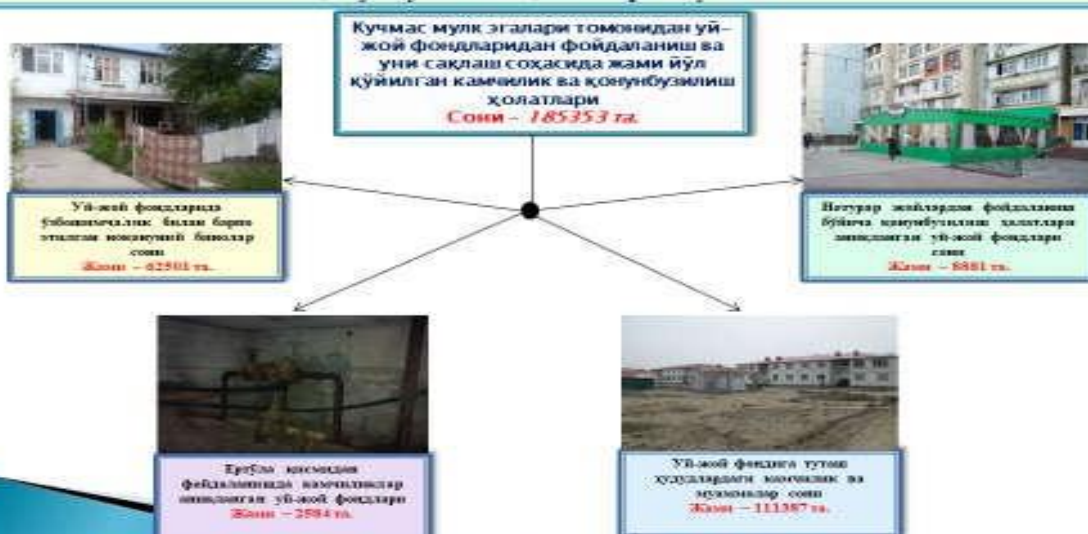 Кучмас мулк эгалари томонидан уй-
жой фондларидан фойдаланиш ва
уни сақлаш соҳасида жами йўл
қўйилган камчилик ва қонунбузилиш
ҳолатлари
Сони – 185353 та.
Уй-жой фондларида
ўзбошимчалик билан барпо
этилган ноқонуний бинолар
сони
Жами – 62501 та.
Нотурар жойлардан фойдаланиш
бўйича қонунбузилиш ҳолатлари
аниқланган уй-жой фондлари
сони
Жами – 8881 та.
Ертўла қисмидан
фойдаланишда камчиликлар
аниқланган уй-жой фондлари
Жами – 2584 та.
Уй-жой фондига туташ
ҳудудлардаги камчилик ва
муаммолар сони
Жами – 111387 та.